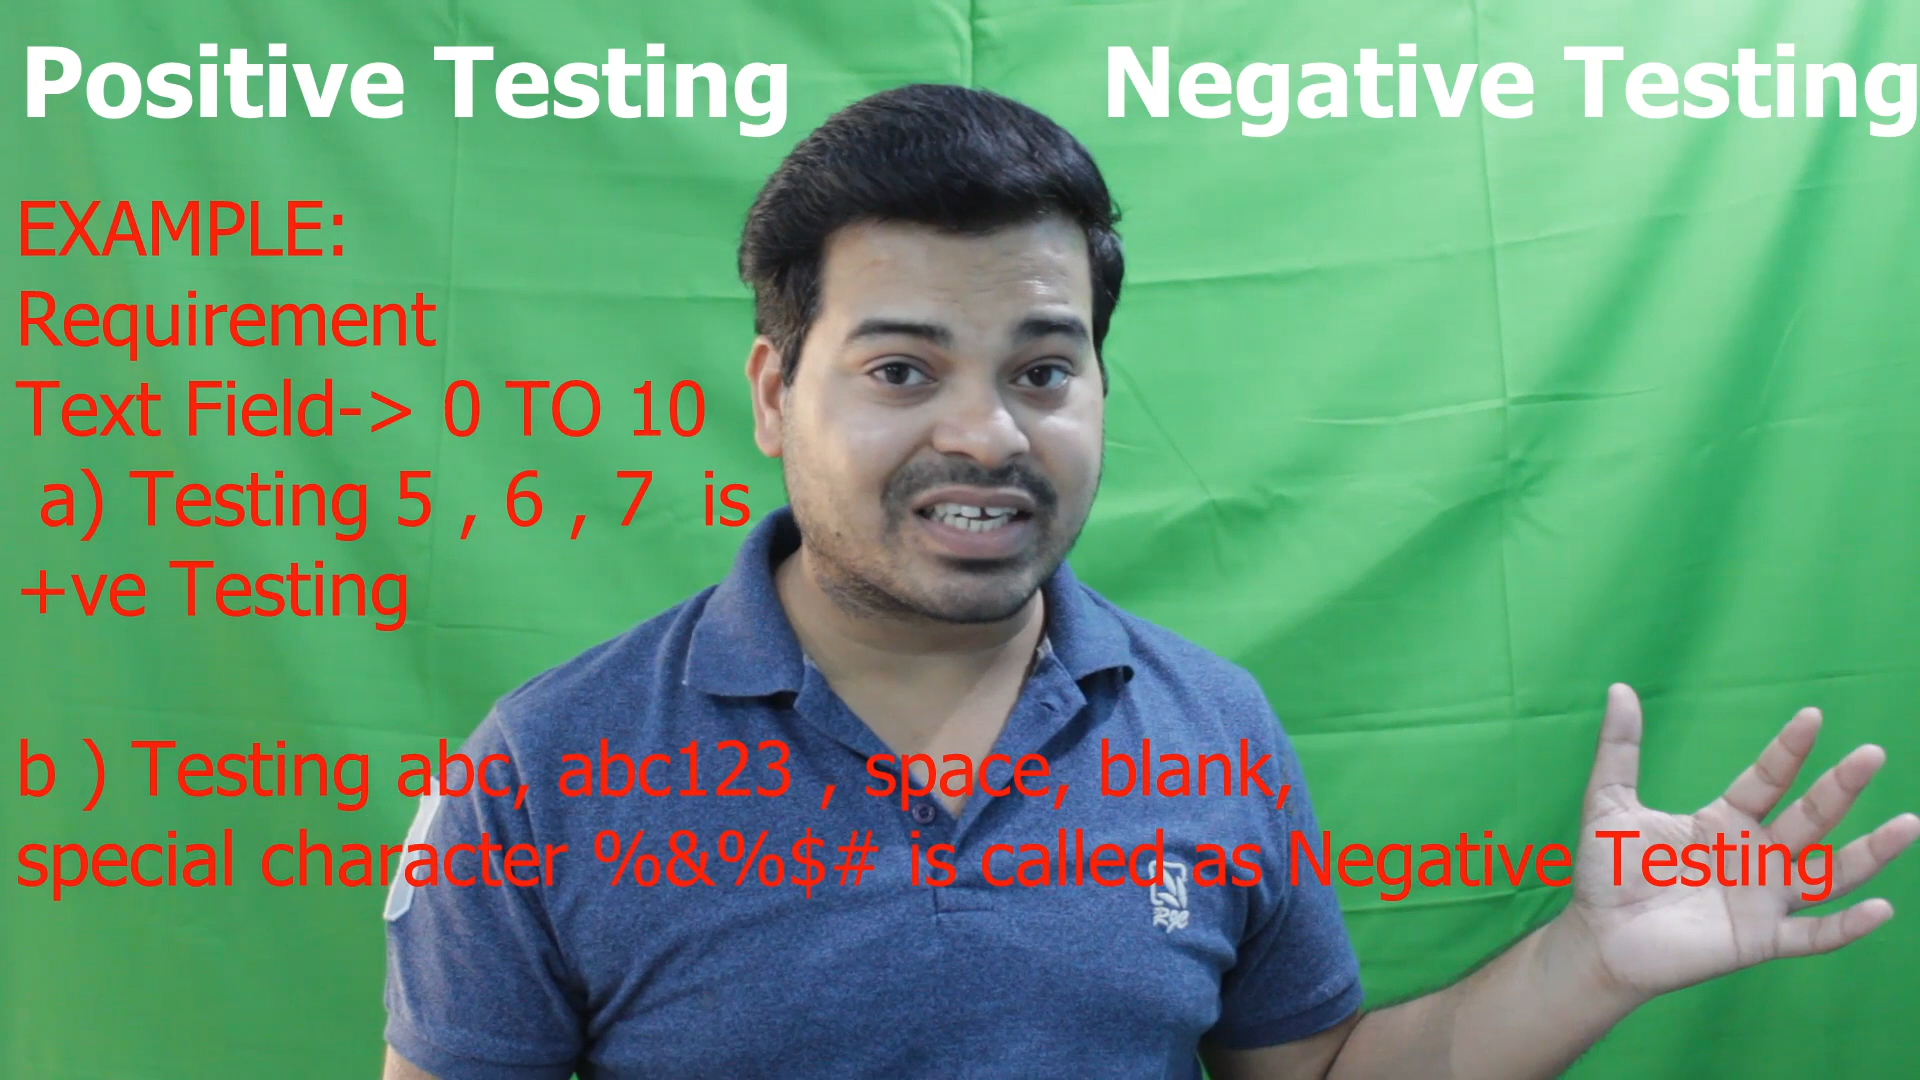 Positive Testing
Negative Testing
EXAMPLE:
Requirement
Text Field-> 0 TO 10
a) Testing 5 , 6 , 7 is
+ve Testing
b ) Testing abc, abc123 , space, blank,
special character %&%$# is called as Negative Testing